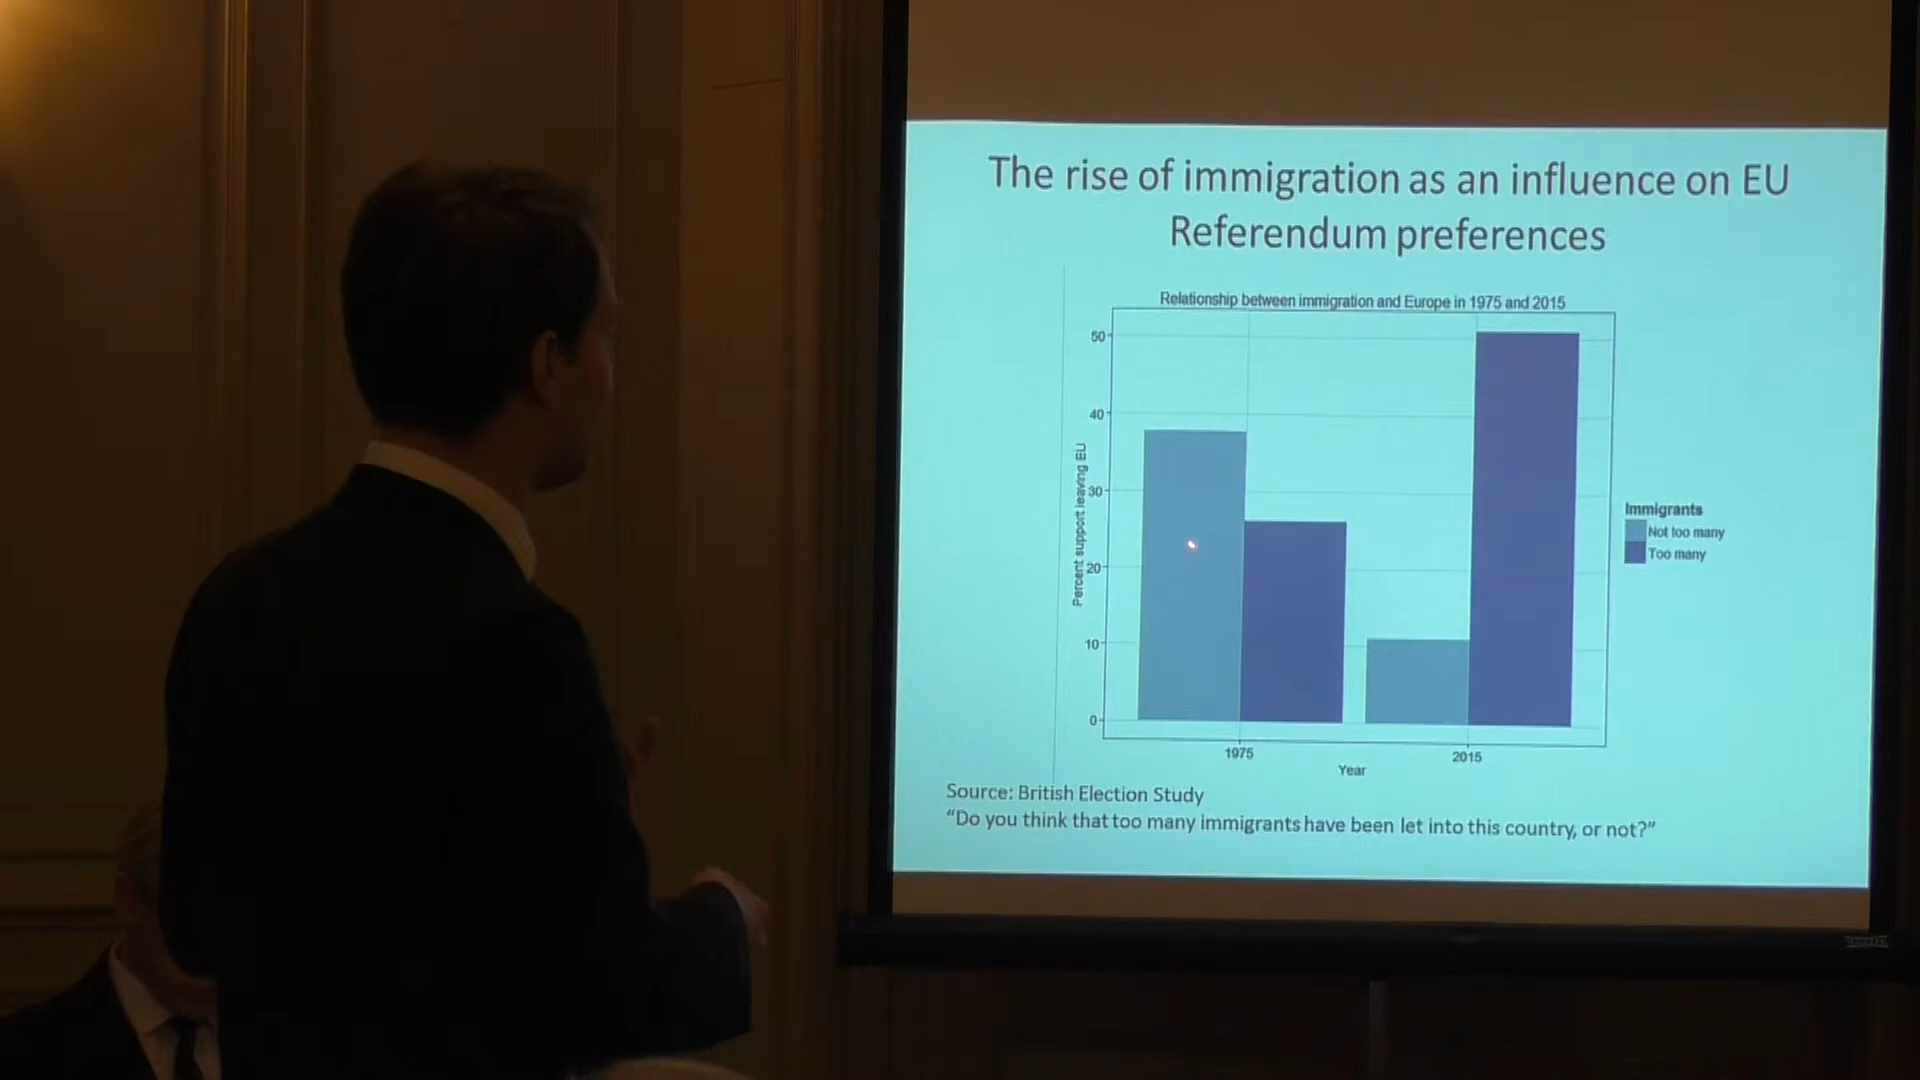 The rise of immigration as an influence on EU
Referendum preferences
Relationship between immigration and Europe in 1975 and 2015
50
40
30
20
10
0
Percent support leaving EU
1975
2015
Year
Immigrants
Not too many
Too many
Source: British Election Study
“Do you think that too many immigrants have been let into this country, or not?”